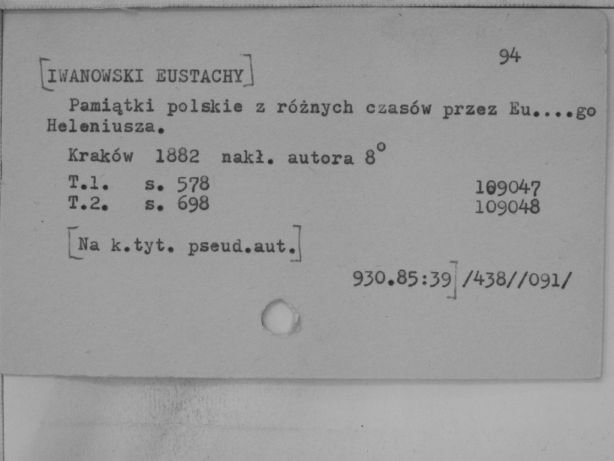 94
[IWANOWSKI EUSTACHY]
Pamiątki polskie z różnych czasów przez Eu....go
Heleniusza.
Kraków 1882 nakł. autora 8°
T.1. s. 578 109047
T.2. s. 698 109048
[Na k.tyt. pseud.aut.]
930.85:39]/438//091/